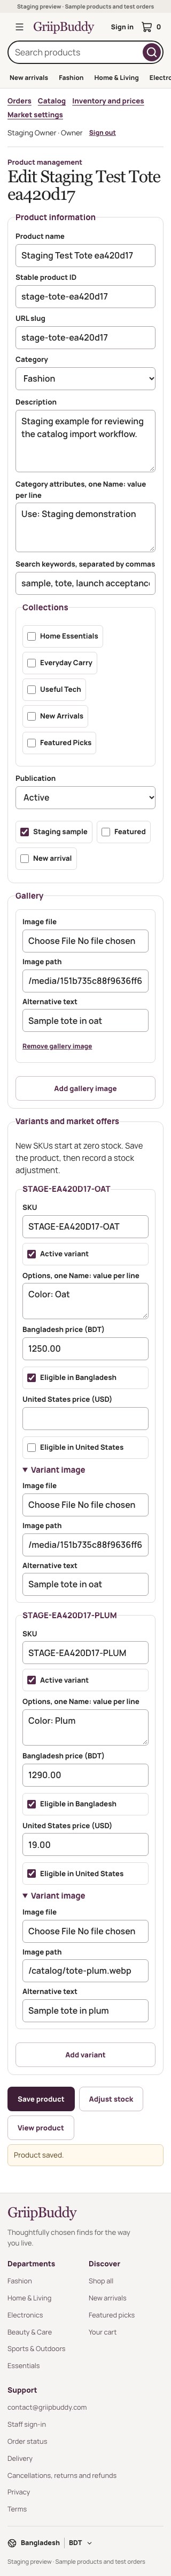 Staging preview · Sample products and test orders
GriipBuddy
Sign in
0
Search products
New arrivals Fashion Home & Living Electro
Orders Catalog Inventory and prices
Market settings
Staging Owner · Owner Sign out
Product management
Edit Staging Test Tote
ea420d17
Product information
Product name
Staging Test Tote ea420d17
Stable product ID
stage-tote-ea420d17
URL slug
stage-tote-ea420d17
Category
Fashion
Description
Staging example for reviewing
the catalog import workflow.
Category attributes, one Name: value
per line
Use: Staging demonstration
Search keywords, separated by commas
sample, tote, launch acceptance
Collections
Home Essentials
Everyday Carry
Useful Tech
New Arrivals
Featured Picks
Publication
Active
Staging sample
Featured
New arrival
Gallery
Image file
Choose File No file chosen
Image path
/media/151b735c88f9636ff6
Alternative text
Sample tote in oat
Remove gallery image
Add gallery image
Variants and market offers
New SKUs start at zero stock. Save
the product, then record a stock
adjustment.
STAGE-EA420D17-OAT
SKU
STAGE-EA420D17-OAT
Active variant
Options, one Name: value per line
Color: Oat
Bangladesh price (BDT)
1250.00
Eligible in Bangladesh
United States price (USD)
Eligible in United States
Variant image
Image file
Choose File No file chosen
Image path
/media/151b735c88f9636ff6
Alternative text
Sample tote in oat
STAGE-EA420D17-PLUM
SKU
STAGE-EA420D17-PLUM
Active variant
Options, one Name: value per line
Color: Plum
Bangladesh price (BDT)
1290.00
Eligible in Bangladesh
United States price (USD)
19.00
Eligible in United States
Variant image
Image file
Choose File No file chosen
Image path
/catalog/tote-plum.webp
Alternative text
Sample tote in plum
Add variant
Save product
Adjust stock
View product
Product saved.
GriipBuddy
Thoughtfully chosen finds for the way
you live.
Departments
Fashion
Home & Living
Electronics
Beauty & Care
Sports & Outdoors
Essentials
Discover
Shop all
New arrivals
Featured picks
Your cart
Support
contact@griipbuddy.com
Staff sign-in
Order status
Delivery
Cancellations, returns and refunds
Privacy
Terms
Bangladesh BDT
Staging preview · Sample products and test orders